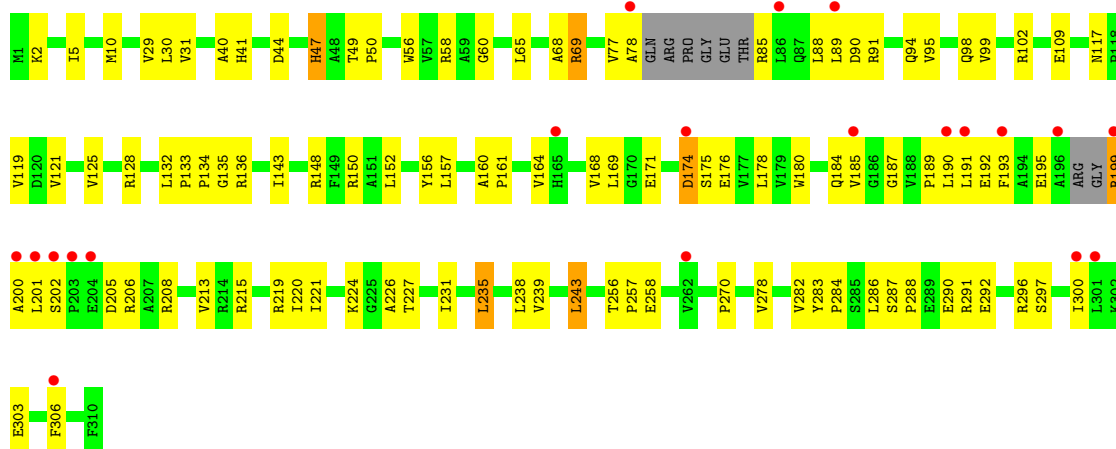 M1 K2 I5 M10 V29 L30 V31 A40 H41 D44 H47 A48 T49 P50 W56 V57 R58 A59 G60 L65 A68 R69 V77 A78 GLN ARG PRO GLY GLU THR R85 L86 Q87 L88 L89 D90 R91 Q94 V95 Q98 V99 R102 E109 N117
V119 D120 V121 V125 R128 L132 P133 P134 G135 R136 I143 R148 F149 R150 A151 L152 Y156 L157 A160 P161 V164 H165 V168 L169 G170 E171 D174 S175 E176 V177 L178 V179 W180 Q184 V185 G186 G187 V188 P189 L190 L191 E192 F193 A194 E195 A196 ARG GLY R199
A200 L201 S202 P203 E204 D205 R206 A207 R208 V213 R214 R215 R219 I220 I221 K224 G225 A226 T227 I231 L235 L238 V239 L243 T256 P257 E258 V262 P270 V278 V282 Y283 P284 S285 L286 S287 P288 E289 E290 R291 E292 R296 S297 I300 L301 K302
E303 F306 F310